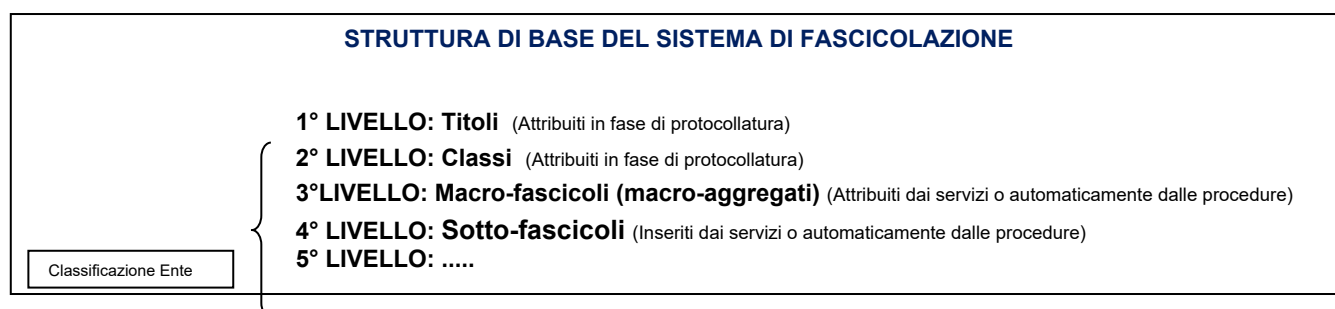 STRUTTURA DI BASE DEL SISTEMA DI FASCICOLAZIONE
1° LIVELLO: Titoli (Attribuiti in fase di protocollatura)
2° LIVELLO: Classi (Attribuiti in fase di protocollatura)
3°LIVELLO: Macro-fascicoli (macro-aggregati) (Attribuiti dai servizi o automaticamente dalle procedure)
4° LIVELLO: Sotto-fascicoli (Inseriti dai servizi o automaticamente dalle procedure)
5° LIVELLO: .....
Classificazione Ente